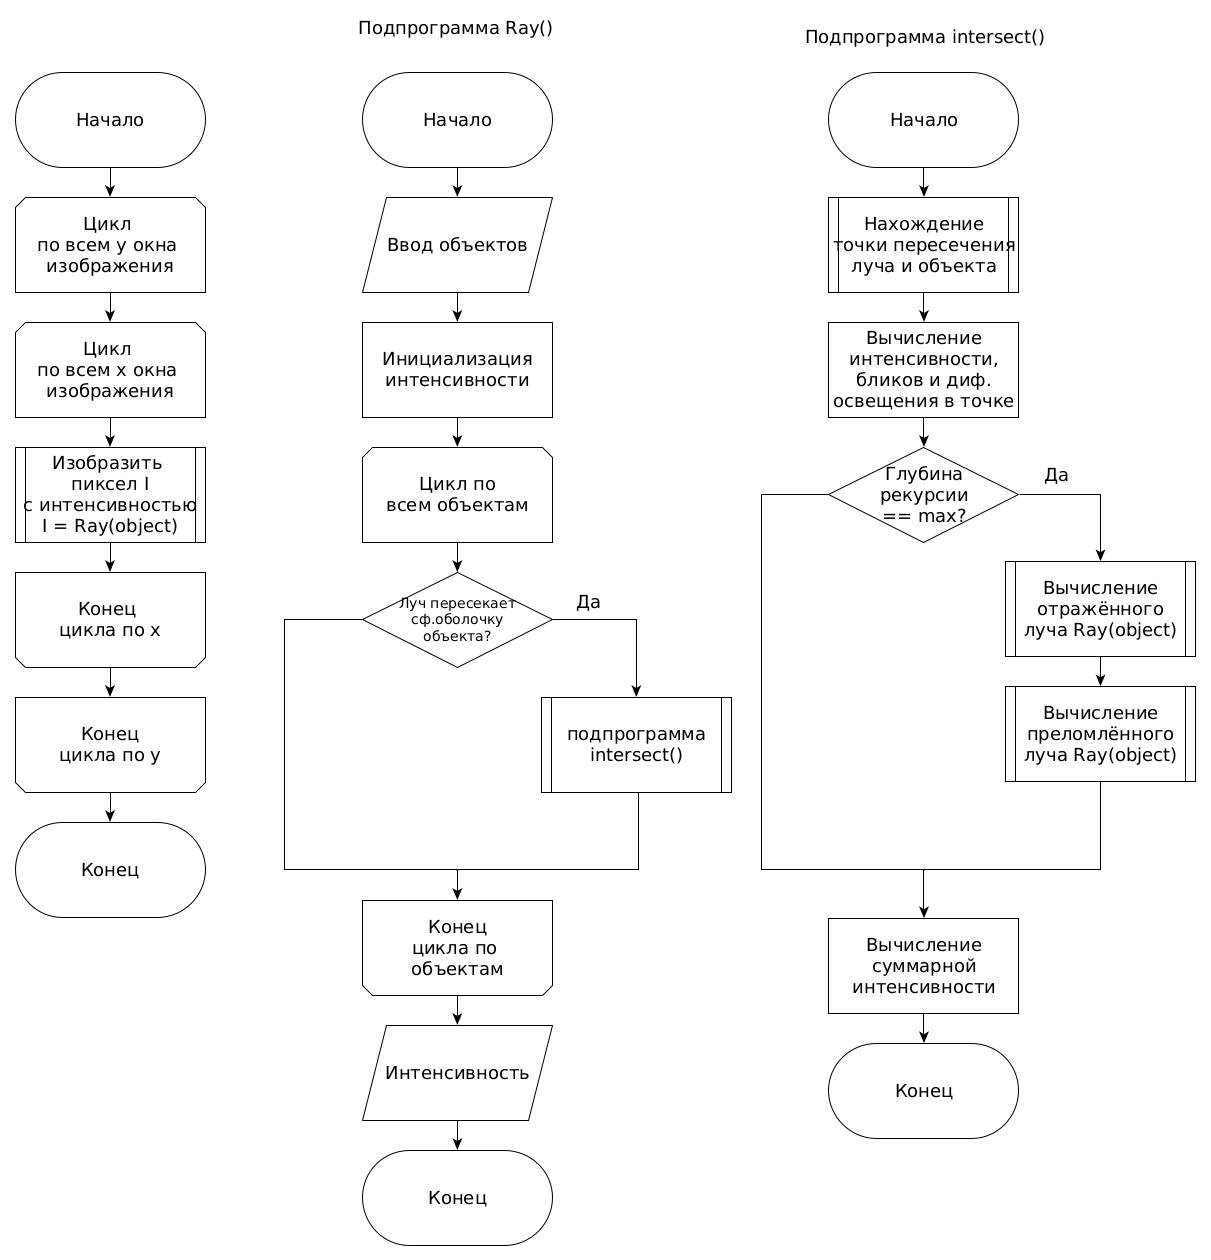 Начало
Цикл
по всем y окна
изображения
Цикл
по всем x окна
изображения
Изобразить
пиксел I
с интенсивностью
I = Ray(object)
Конец
цикла по x
Конец
цикла по y
Конец
Подпрограмма Ray()
Начало
Ввод объектов
Инициализация
интенсивности
Цикл по
всем объектам
Луч пересекает
сф.оболочку
объекта?
Да
подпрограмма
intersect()
Конец
цикла по
объектам
Интенсивность
Конец
Подпрограмма intersect()
Начало
Нахождение
точки пересечения
луча и объекта
Вычисление
интенсивности,
бликов и диф.
освещения в точке
Глубина
рекурсии
== max?
Да
Вычисление
отражённого
луча Ray(object)
Вычисление
преломлённого
луча Ray(object)
Вычисление
суммарной
интенсивности
Конец